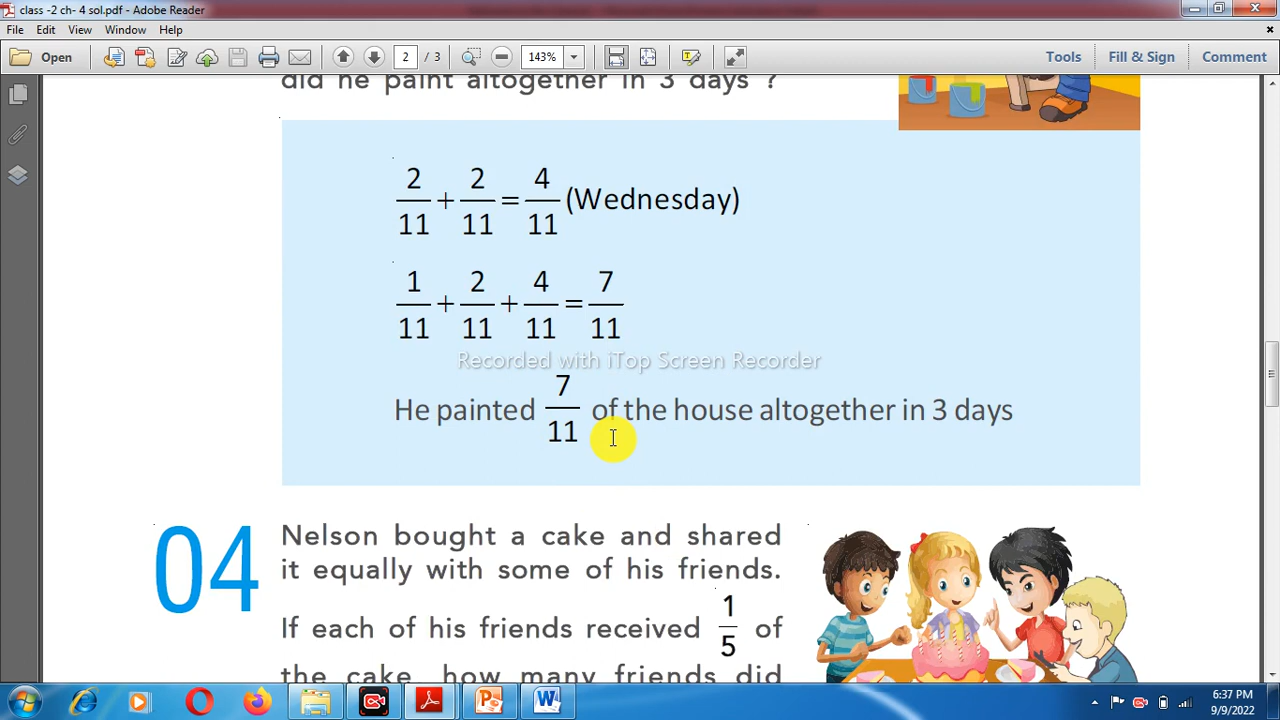 class -2 ch- 4 sol.pdf - Adobe Reader
File Edit View Window Help
Open 2 / 3 143% Tools Fill & Sign Comment
did he paint altogether in 3 days ?
2/11 + 2/11 = 4/11 (Wednesday)
1/11 + 2/11 + 4/11 = 7/11
Recorded with iTop Screen Recorder
He painted 7/11 of the house altogether in 3 days
04
Nelson bought a cake and shared
it equally with some of his friends.
If each of his friends received 1/5 of
the cake how many friends did
6:37 PM
9/9/2022